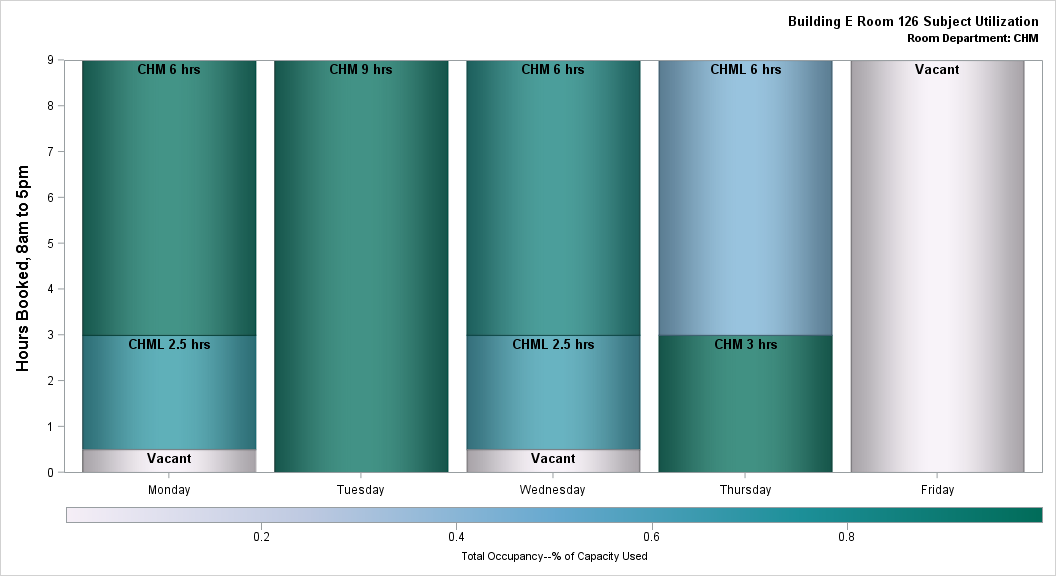 Building E Room 126 Subject Utilization
Room Department: CHM
Hours Booked, 8am to 5pm
9
8
7
6
5
4
3
2
1
0
CHM 6 hrs
CHML 2.5 hrs
Vacant
CHM 9 hrs
CHM 6 hrs
CHML 2.5 hrs
Vacant
CHML 6 hrs
CHM 3 hrs
Vacant
Monday
Tuesday
Wednesday
Thursday
Friday
0.2
0.4
0.6
0.8
Total Occupancy--% of Capacity Used